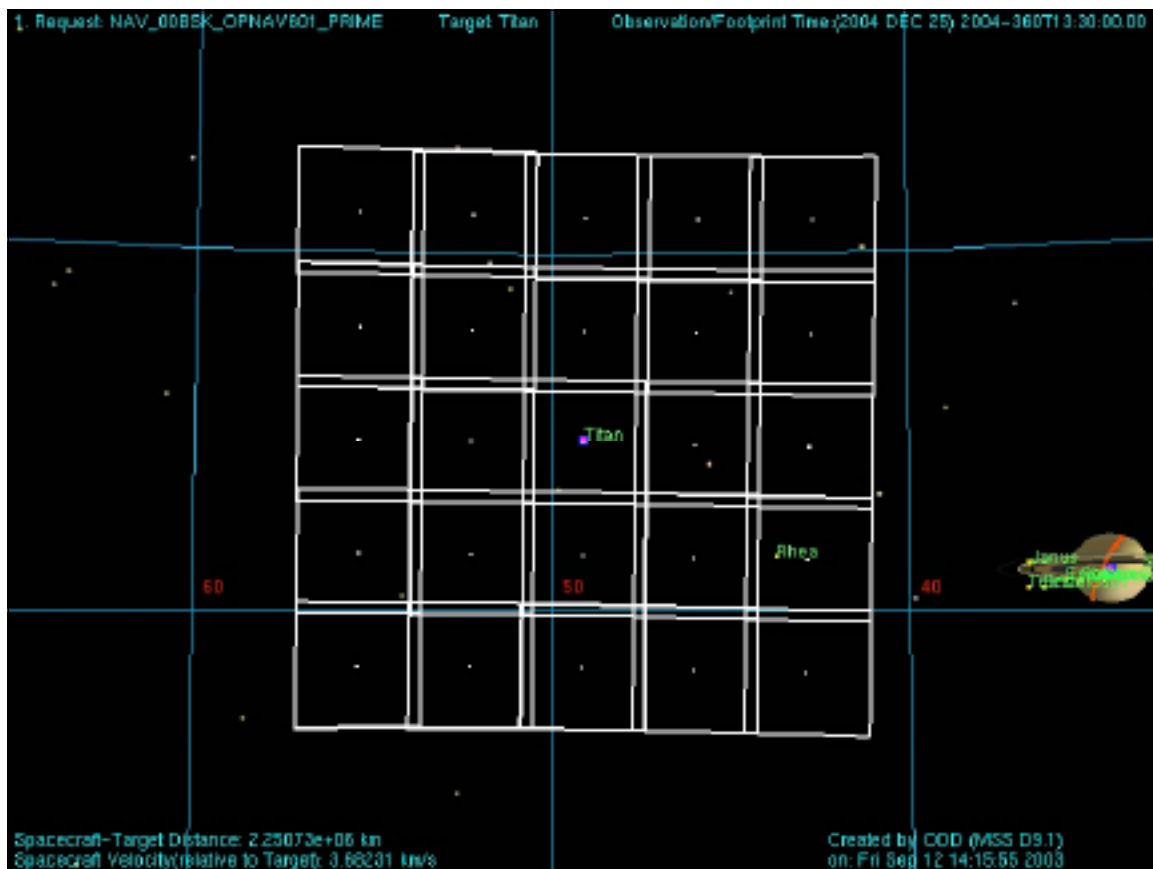 1. Request: NAV_00BSK_OPNAV601_PRIME
Target: Titan
Observation/Footprint Time:(2004 DEC 25) 2004-360T13:30:00.00
Titan
Rhea
Janus
60
50
40
Spacecraft-Target Distance: 2.25073e+06 km
Created by: ODD (MISS D9.1)
Spacecraft Velocity(relative to Target): 3.68231 km/s
on: Fri Sep 12 14:15:55 2003